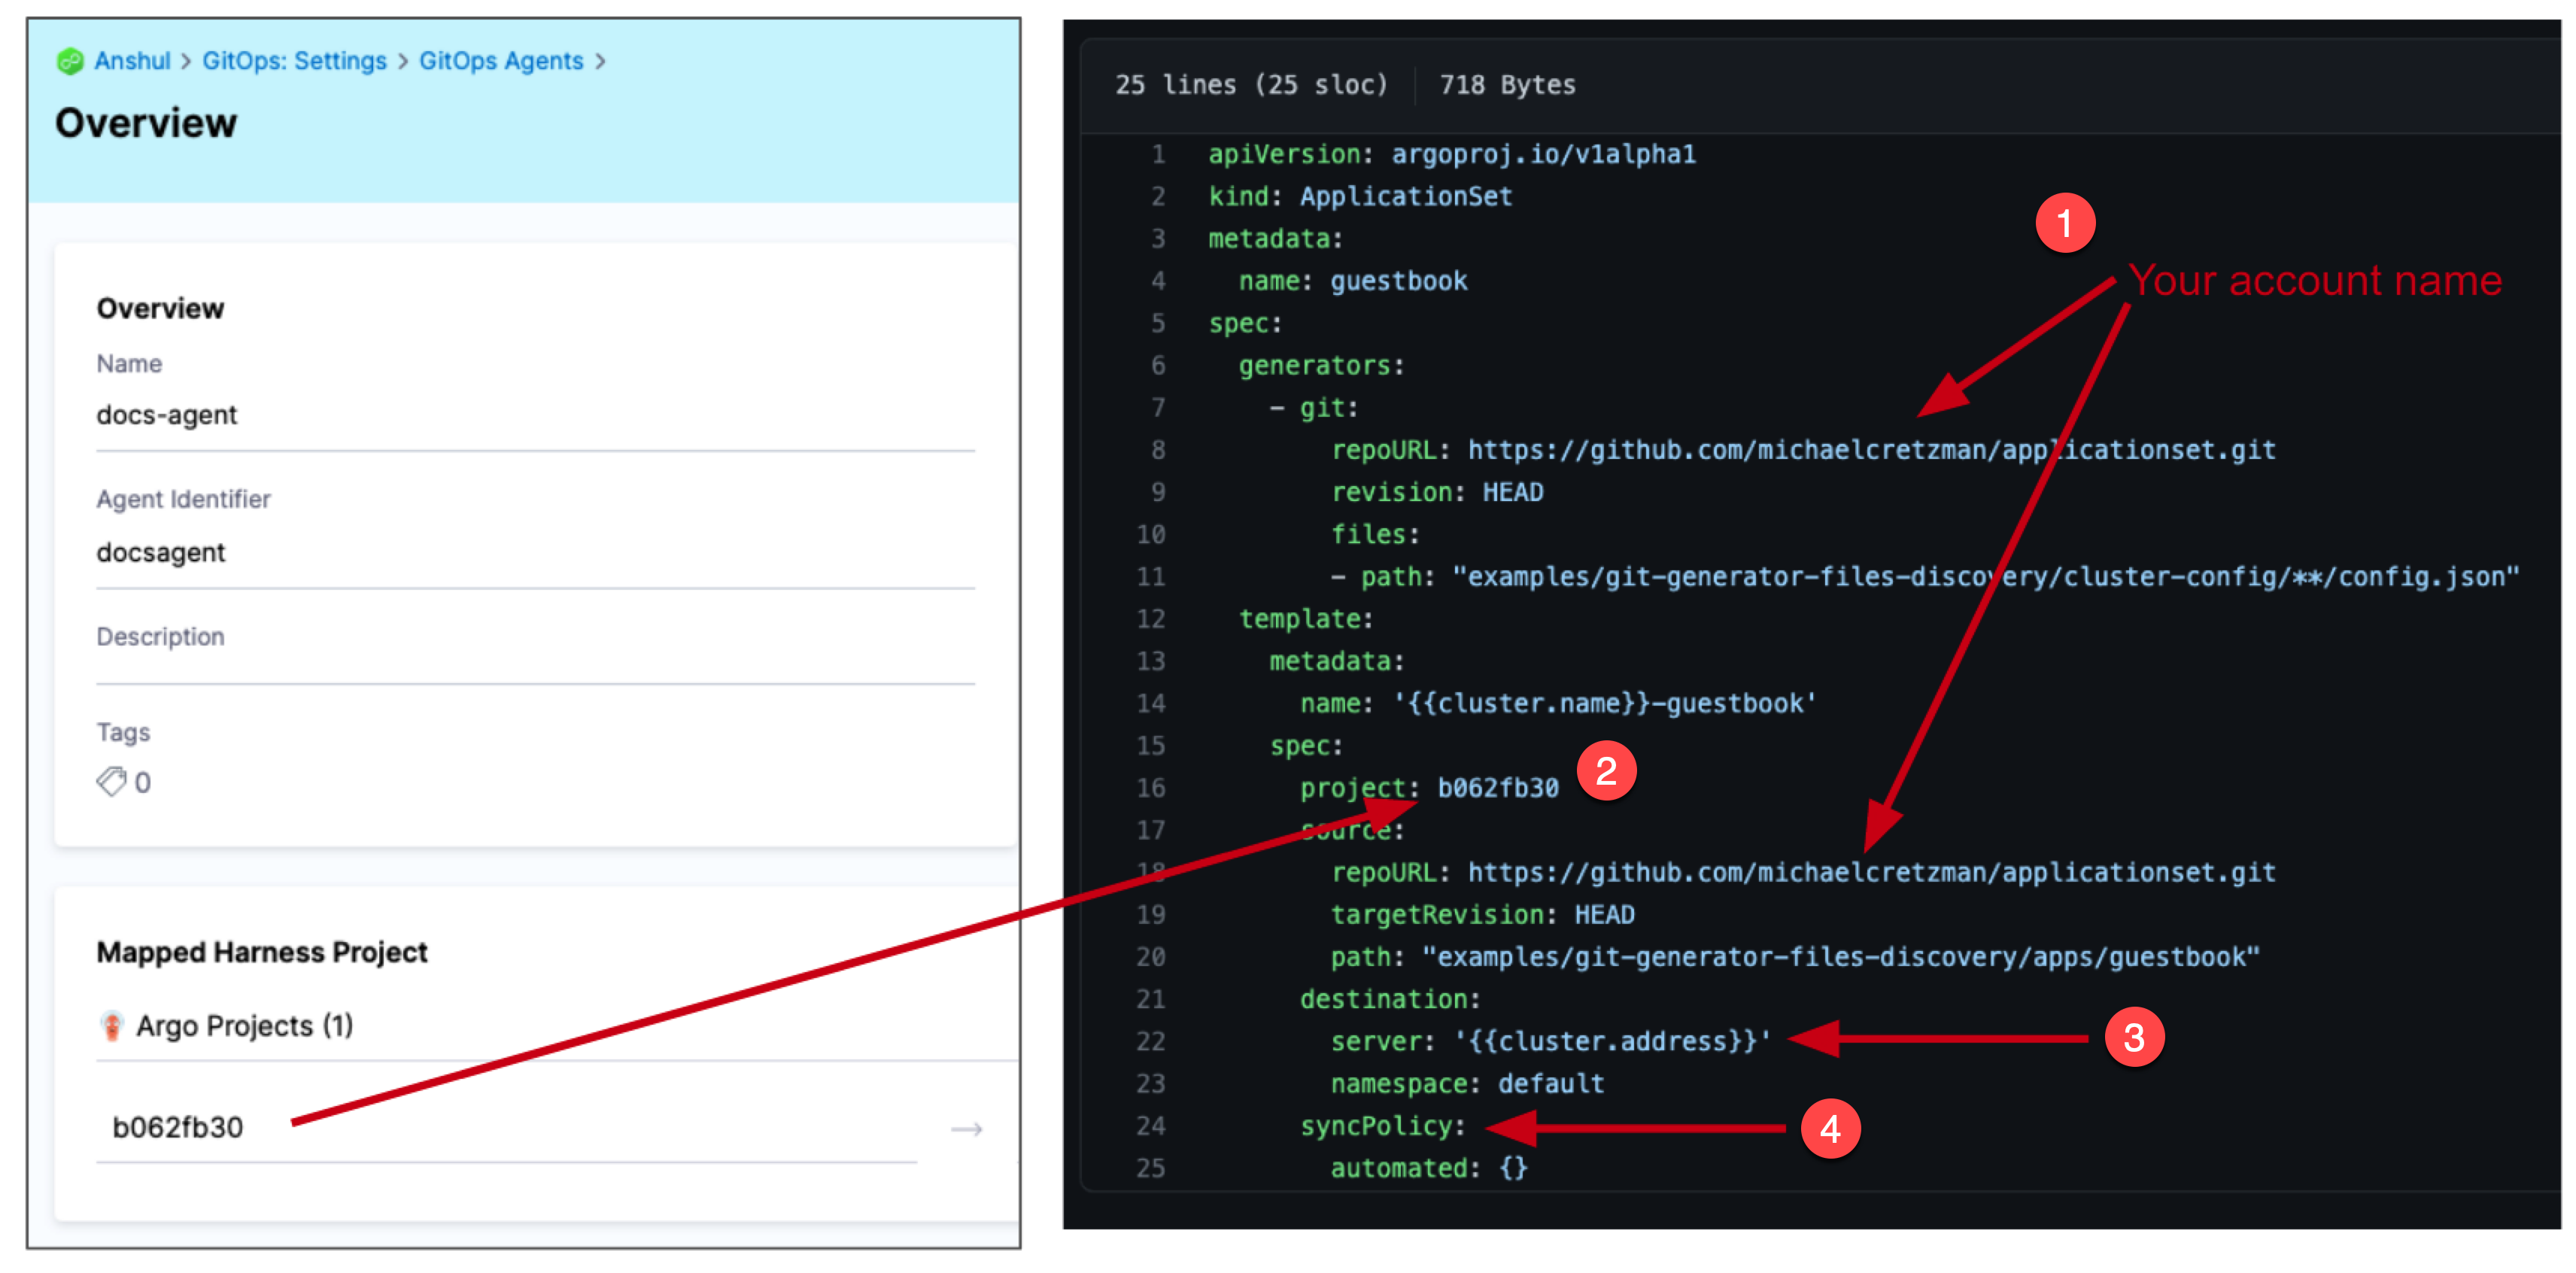 Anshul > GitOps: Settings > GitOps Agents >
Overview
Overview
Name
docs-agent
Agent Identifier
docsagent
Description
Tags
0
Mapped Harness Project
Argo Projects (1)
b062fb30
25 lines (25 sloc) 718 Bytes
1 apiVersion: argoproj.io/v1alpha1
2 kind: ApplicationSet
3 metadata:
1
4 name: guestbook
Your account name
5 spec:
6 generators:
7 - git:
8 repoURL: https://github.com/michaelcretzman/applicationset.git
9 revision: HEAD
10 files:
11 - path: "examples/git-generator-files-discovery/cluster-config/**/config.json"
12 template:
13 metadata:
14 name: '{{cluster.name}}-guestbook'
15 spec:
16 project: b062fb30
2
17 source:
18 repoURL: https://github.com/michaelcretzman/applicationset.git
19 targetRevision: HEAD
20 path: "examples/git-generator-files-discovery/apps/guestbook"
21 destination:
22 server: '{{cluster.address}}'
3
23 namespace: default
24 syncPolicy:
4
25 automated: {}